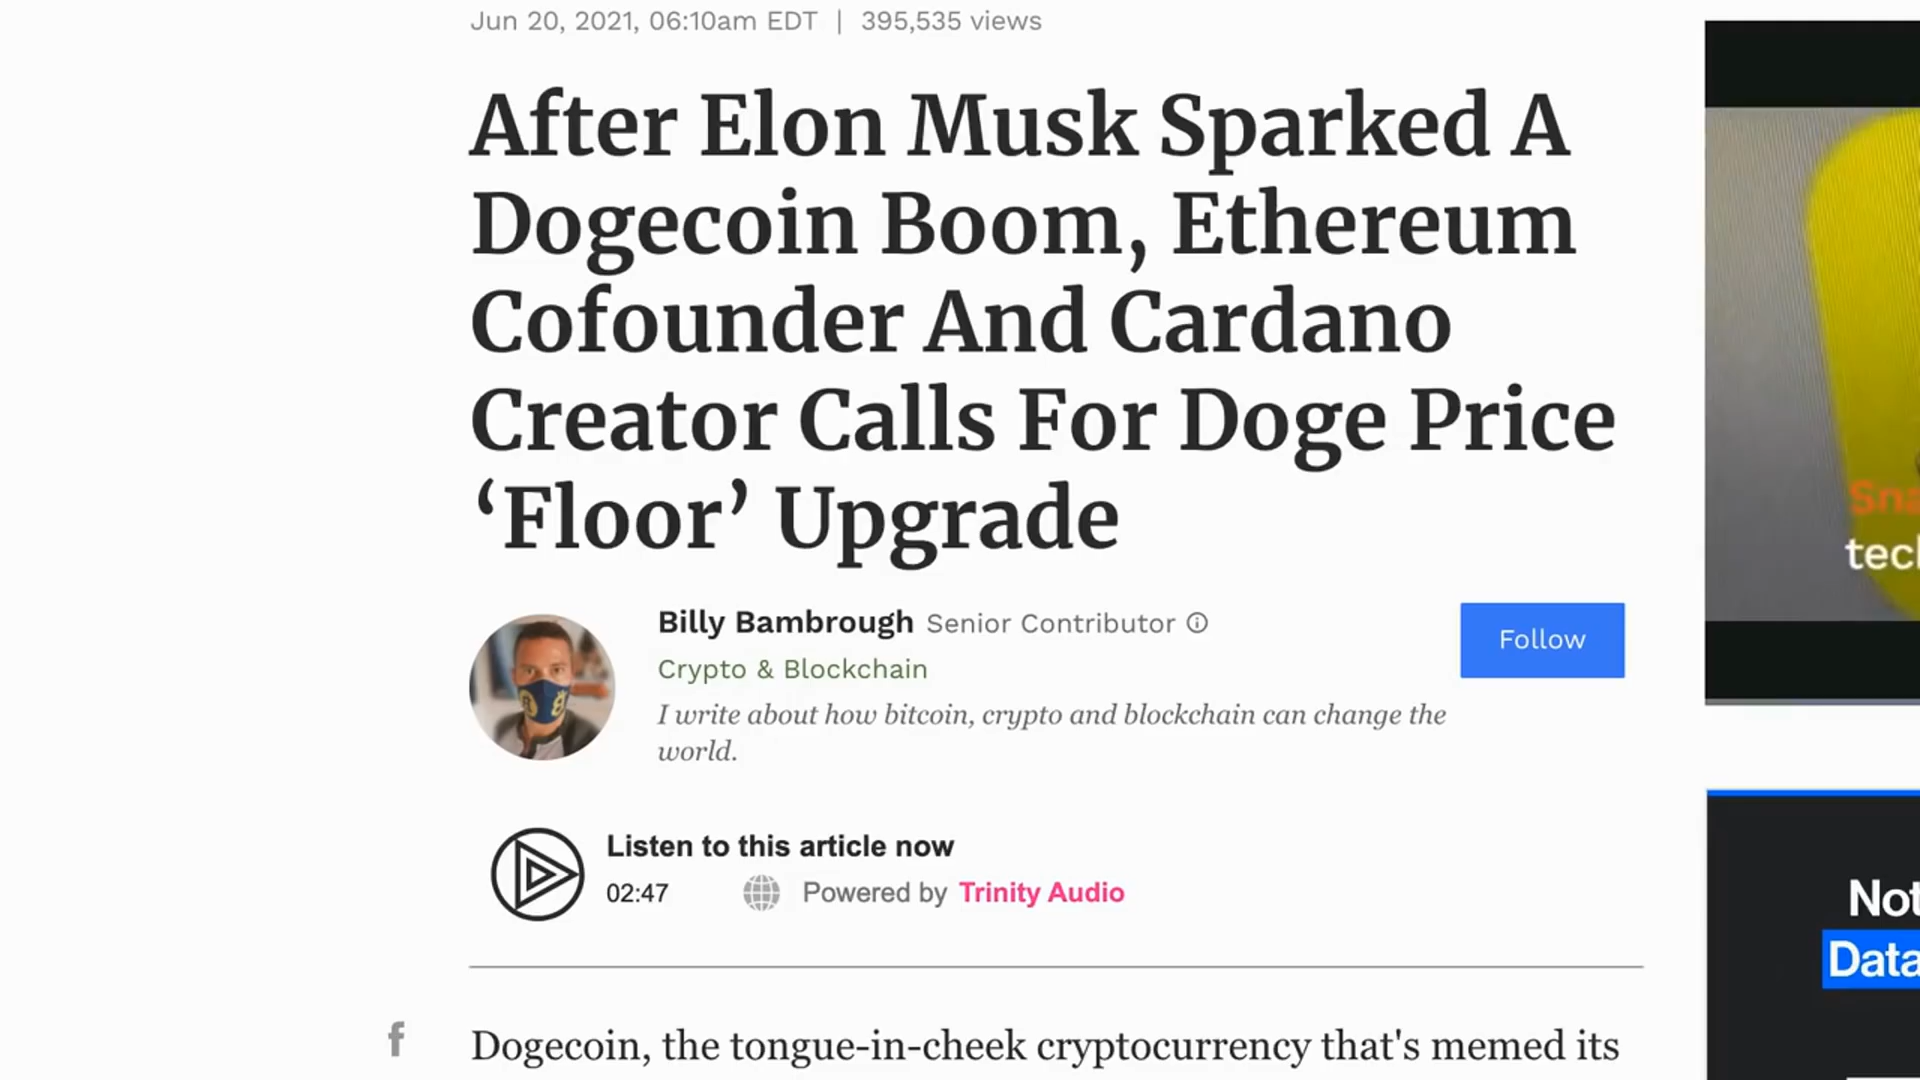 Jun 20, 2021, 06:10am EDT | 395,535 views
After Elon Musk Sparked A
Dogecoin Boom, Ethereum
Cofounder And Cardano
Creator Calls For Doge Price
‘Floor’ Upgrade
Billy Bambrough Senior Contributor
Crypto & Blockchain
I write about how bitcoin, crypto and blockchain can change the
world.
Follow
Listen to this article now
02:47 Powered by Trinity Audio
Dogecoin, the tongue-in-cheek cryptocurrency that's memed its